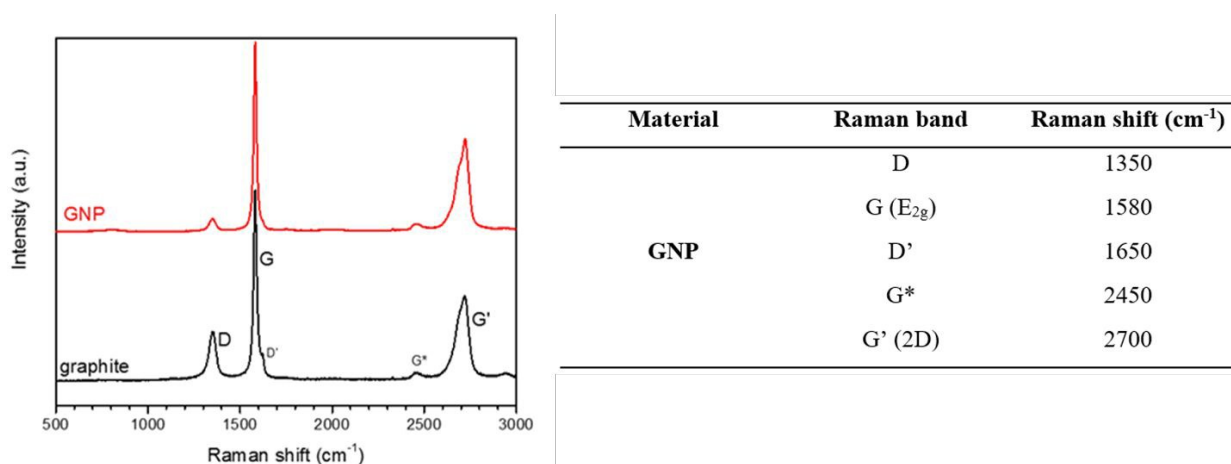 Intensity (a.u.)
GNP
G
D
D'
G*
G'
graphite
500 1000 1500 2000 2500 3000
Raman shift (cm-1)
Material Raman band Raman shift (cm-1)
D 1350
G (E2g) 1580
GNP D’ 1650
G* 2450
G’ (2D) 2700